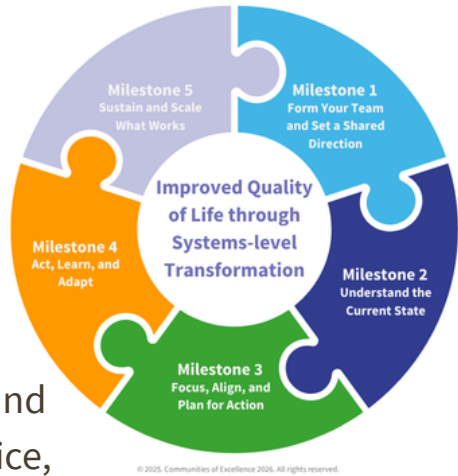 Milestone 5
Sustain and Scale
What Works
Milestone 1
Form Your Team
and Set a Shared
Direction
Improved Quality
of Life through
Systems-level
Transformation
Milestone 4
Act, Learn, and
Adapt
Milestone 2
Understand the
Current State
Milestone 3
Focus, Align, and
Plan for Action
nd
ice,
© 2025. Communities of Excellence 2026. All rights reserved.